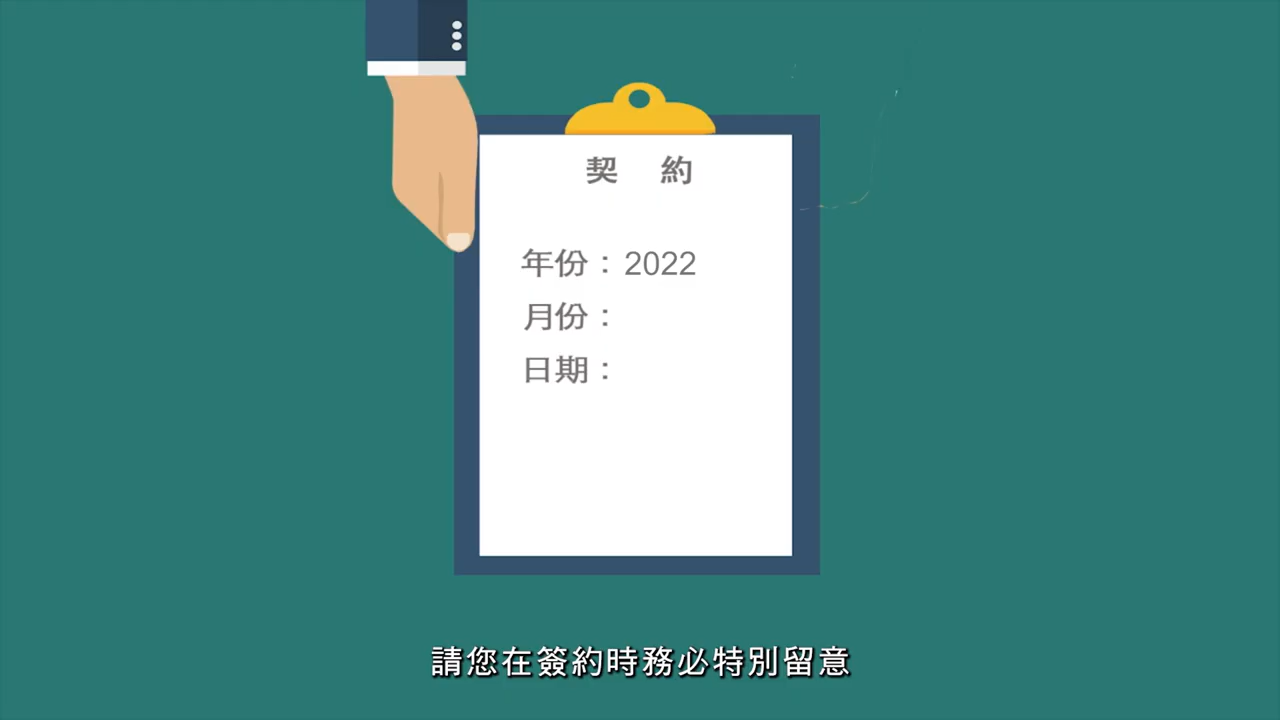 契 約
年份：2022
月份：
日期：
請您在簽約時務必特別留意